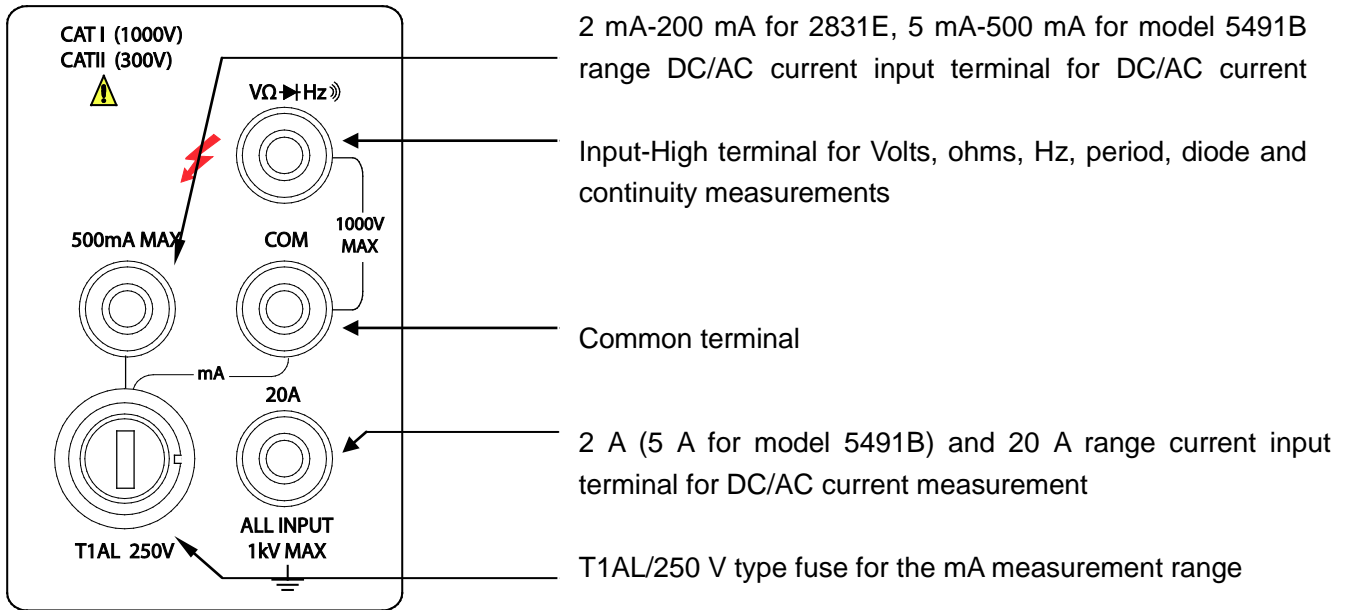 CAT I (1000V)
CATII (300V)
VΩ Hz
500mA MAX
COM
1000V
MAX
mA
20A
T1AL 250V
ALL INPUT
1kV MAX
2 mA-200 mA for 2831E, 5 mA-500 mA for model 5491B
range DC/AC current input terminal for DC/AC current
Input-High terminal for Volts, ohms, Hz, period, diode and
continuity measurements
Common terminal
2 A (5 A for model 5491B) and 20 A range current input
terminal for DC/AC current measurement
T1AL/250 V type fuse for the mA measurement range